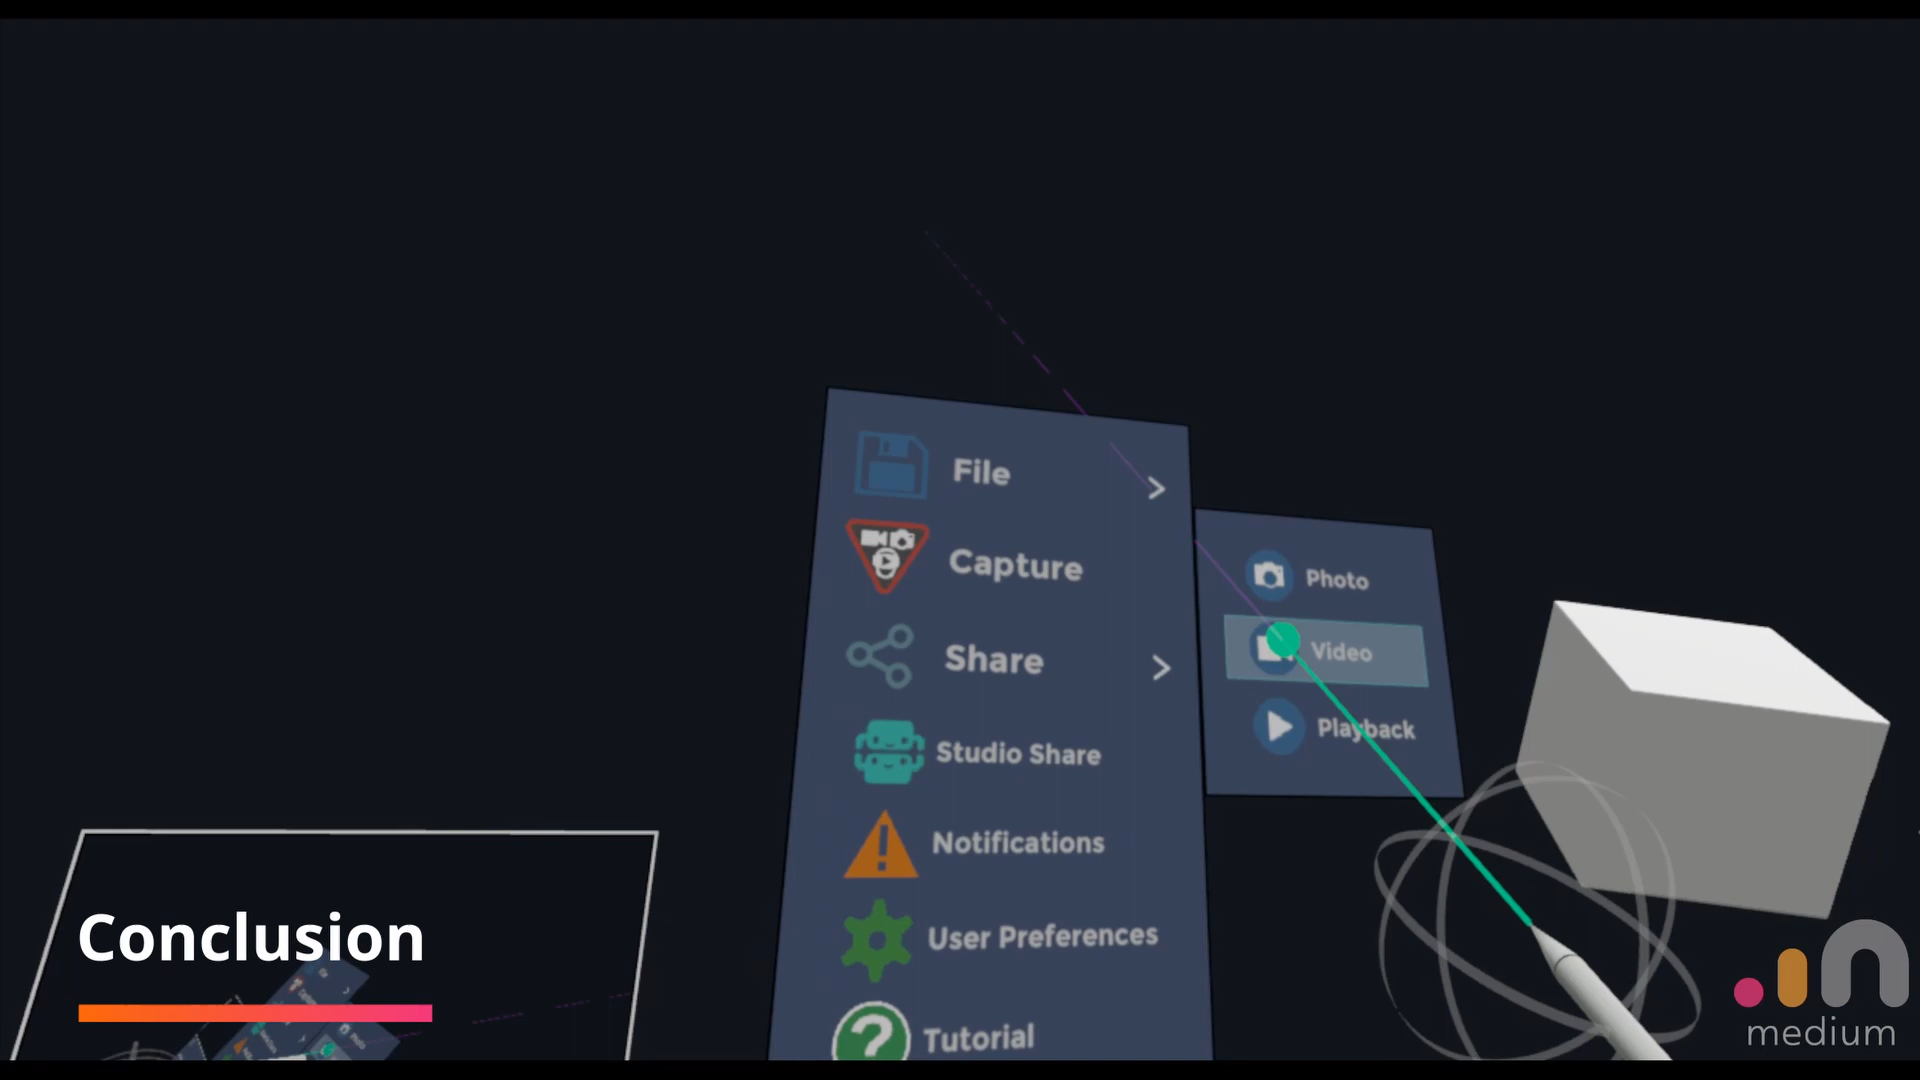 File
Capture
Share
Studio Share
Notifications
User Preferences
Tutorial
Photo
Video
Playback
Conclusion
medium